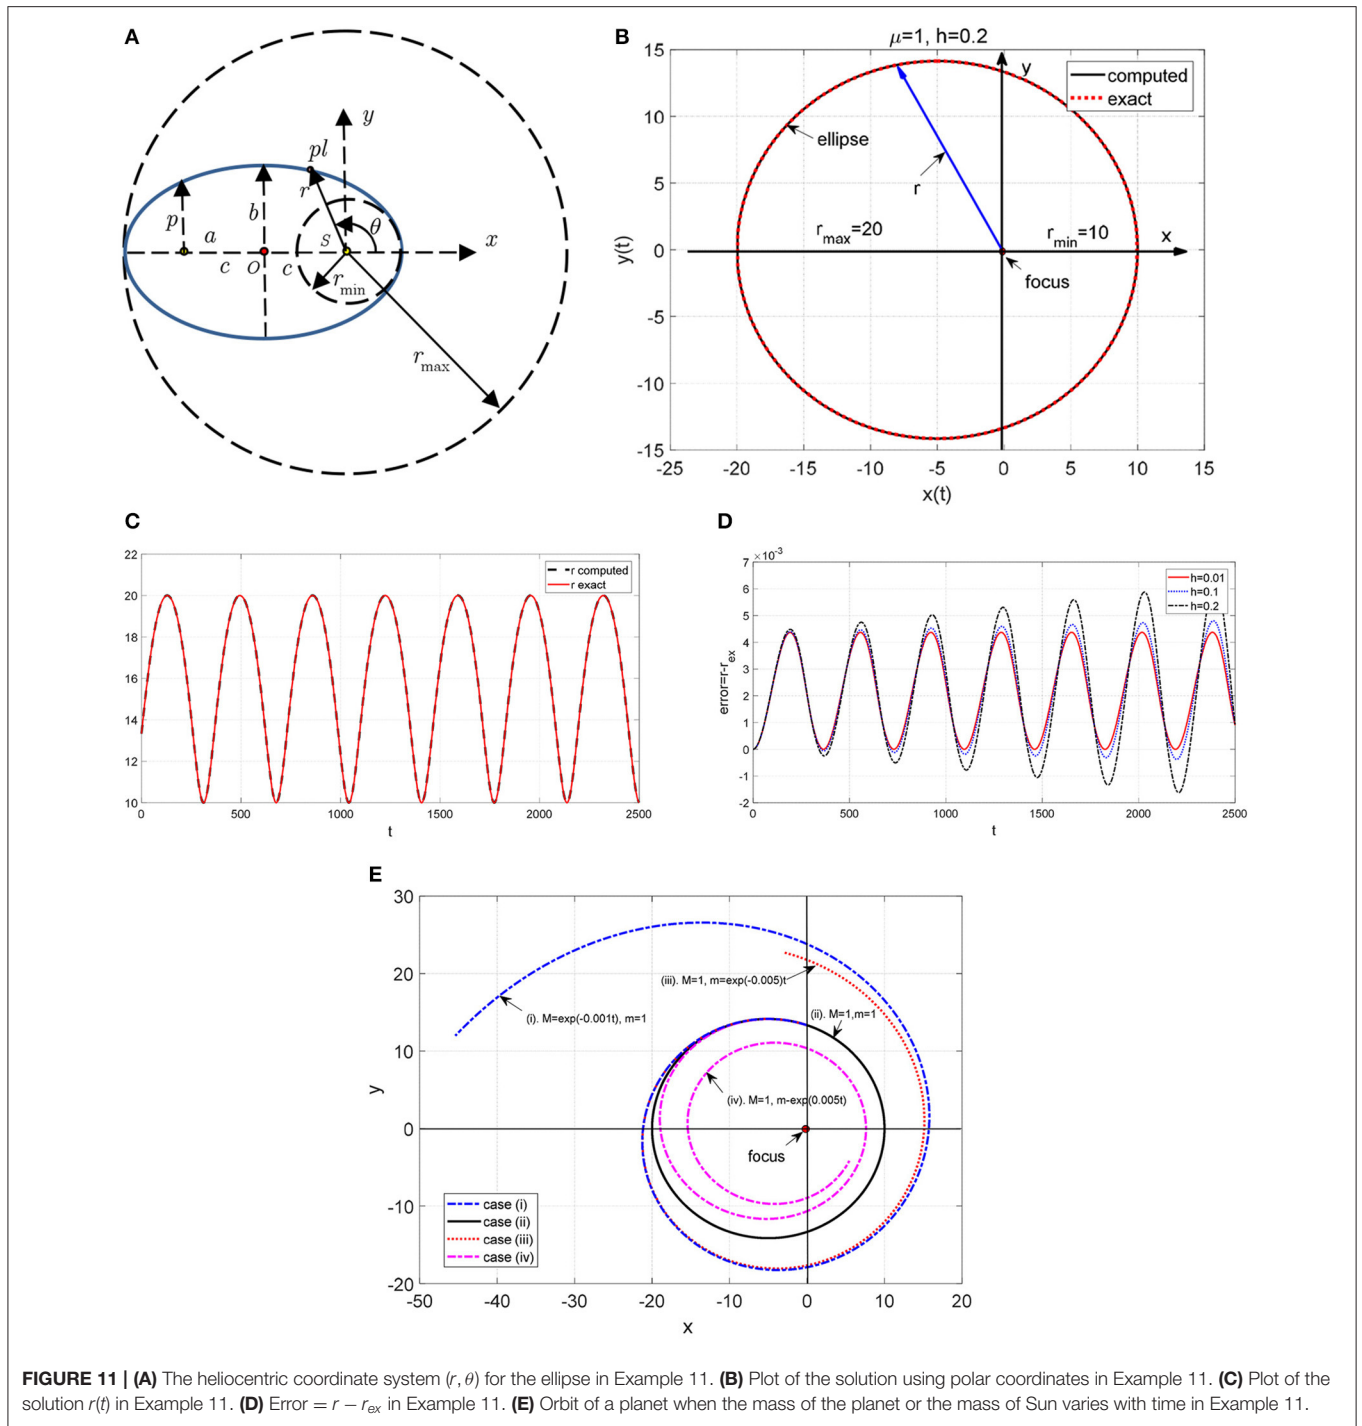 A
y
pl
r
θ
p
b
a
S
x
c
O
c
r_min
r_max
B
μ=1, h=0.2
15
10
5
0
-5
-10
-15
y(t)
y
computed
exact
ellipse
r
r_max=20
r_min=10
x
focus
-25 -20 -15 -10 -5 0 5 10 15
x(t)
C
22
20
18
16
14
12
10
r computed
r exact
0 500 1000 1500 2000 2500
t
D
×10^-3
7
6
5
4
3
2
1
0
-1
-2
error=r-r_ex
h=0.01
h=0.1
h=0.2
0 500 1000 1500 2000 2500
t
E
30
20
10
0
-10
-20
y
(iii). M=1, m=exp(-0.005)t
(i). M=exp(-0.001t), m=1
(ii). M=1,m=1
(iv). M=1, m-exp(0.005t)
focus
case (i)
case (ii)
case (iii)
case (iv)
-50 -40 -30 -20 -10 0 10 20
x
FIGURE 11 | (A) The heliocentric coordinate system (r, θ) for the ellipse in Example 11. (B) Plot of the solution using polar coordinates in Example 11. (C) Plot of the
solution r(t) in Example 11. (D) Error = r − r_ex in Example 11. (E) Orbit of a planet when the mass of the planet or the mass of Sun varies with time in Example 11.